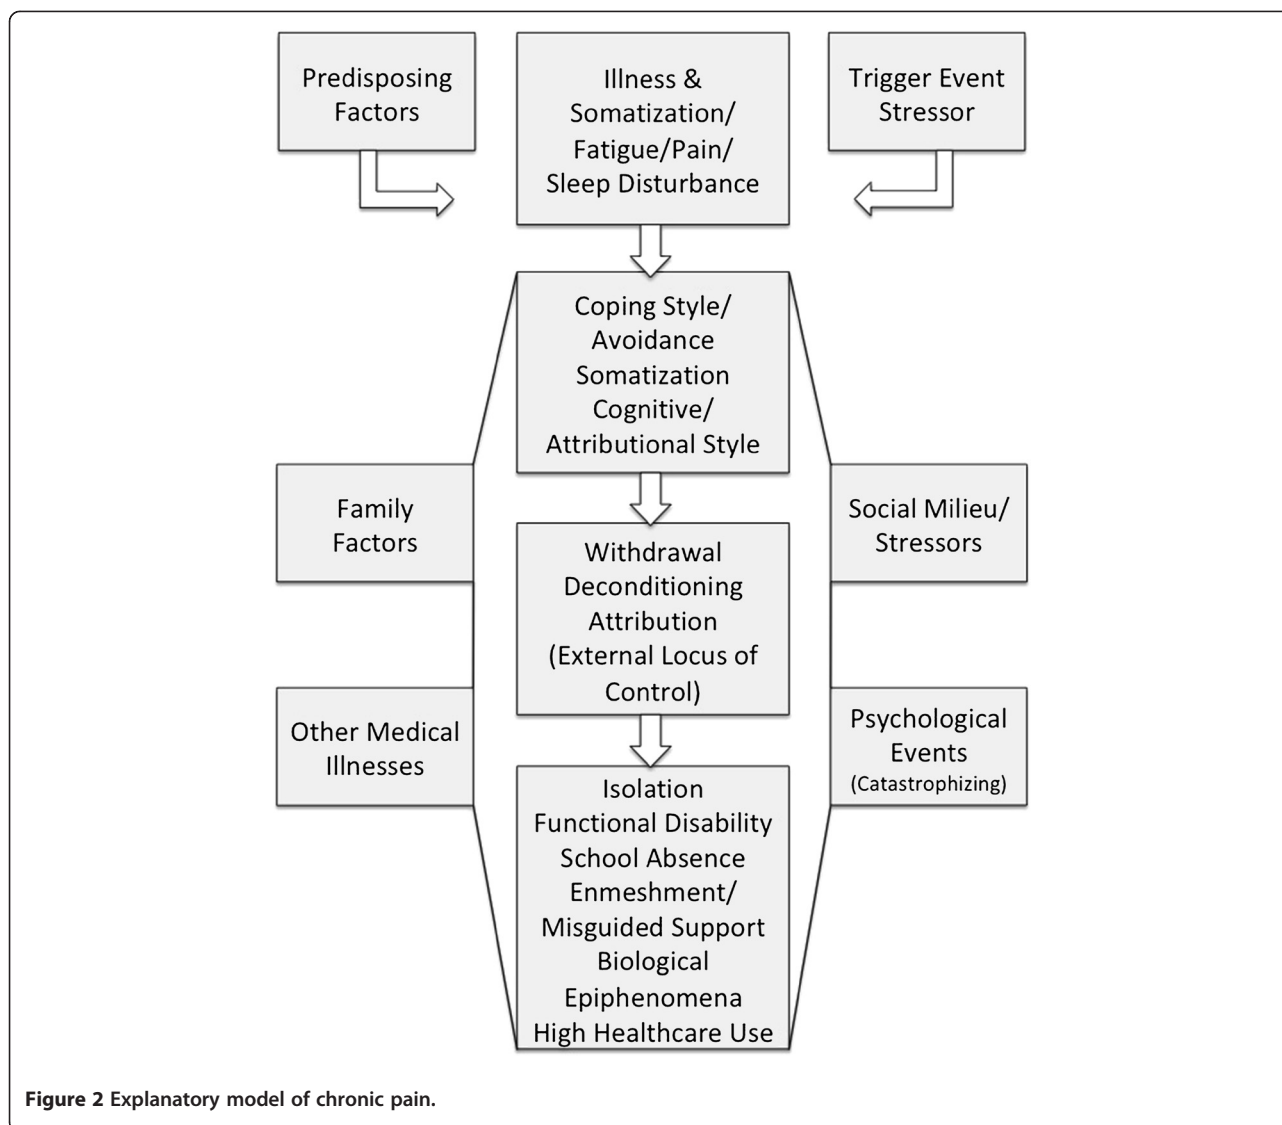 Predisposing
Factors
Illness &
Somatization/
Fatigue/Pain/
Sleep Disturbance
Trigger Event
Stressor
Coping Style/
Avoidance
Somatization
Cognitive/
Attributional Style
Family
Factors
Social Milieu/
Stressors
Withdrawal
Deconditioning
Attribution
(External Locus of
Control)
Other Medical
Illnesses
Psychological
Events
(Catastrophizing)
Isolation
Functional Disability
School Absence
Enmeshment/
Misguided Support
Biological
Epiphenomena
High Healthcare Use
Figure 2 Explanatory model of chronic pain.